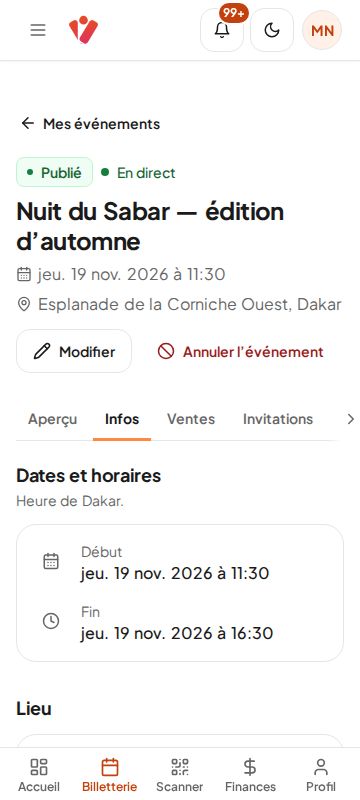 99+
MN
Mes événements
Publié
En direct
Nuit du Sabar — édition
d’automne
jeu. 19 nov. 2026 à 11:30
Esplanade de la Corniche Ouest, Dakar
Modifier
Annuler l’événement
Aperçu Infos Ventes Invitations
Dates et horaires
Heure de Dakar.
Début
jeu. 19 nov. 2026 à 11:30
Fin
jeu. 19 nov. 2026 à 16:30
Lieu
Accueil Billetterie Scanner Finances Profil